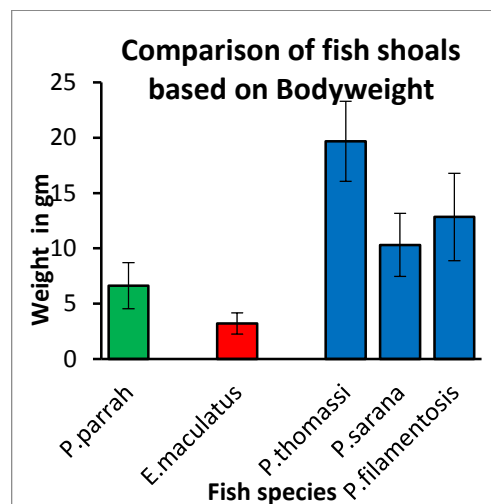 Comparison of fish shoals
based on Bodyweight
25
20
15
10
5
0
Weight in gm
P.parrah
E.maculatus
P.thomassi
P.sarana
P.filamentosis
Fish species